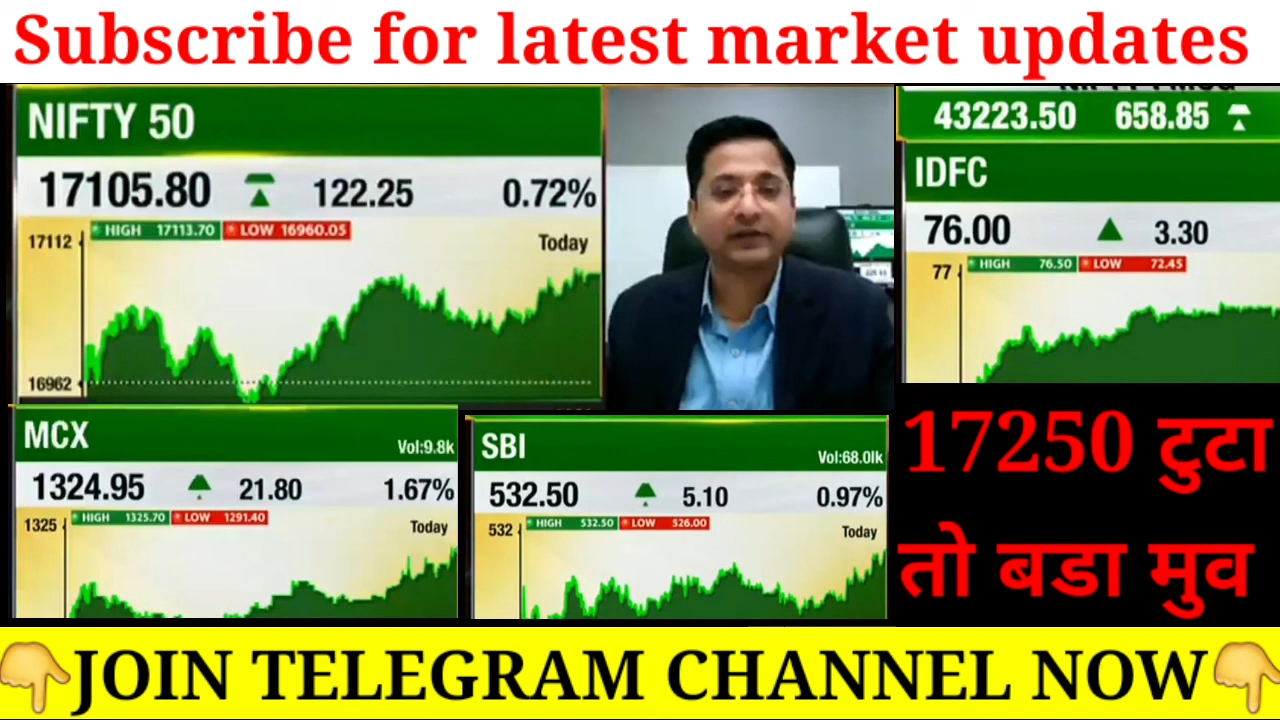 Subscribe for latest market updates
NIFTY 50
17105.80 122.25 0.72%
HIGH 17113.70 LOW 16960.05
17112
Today
16962
43223.50 658.85
IDFC
76.00 3.30
HIGH 76.50 LOW 72.45
77
MCX
Vol:9.8k
1324.95 21.80 1.67%
HIGH 1325.70 LOW 1291.40
1325
Today
SBI
Vol:68.0lk
532.50 5.10 0.97%
HIGH 532.50 LOW 526.00
532
Today
17250 टुटा
तो बडा मुव
JOIN TELEGRAM CHANNEL NOW